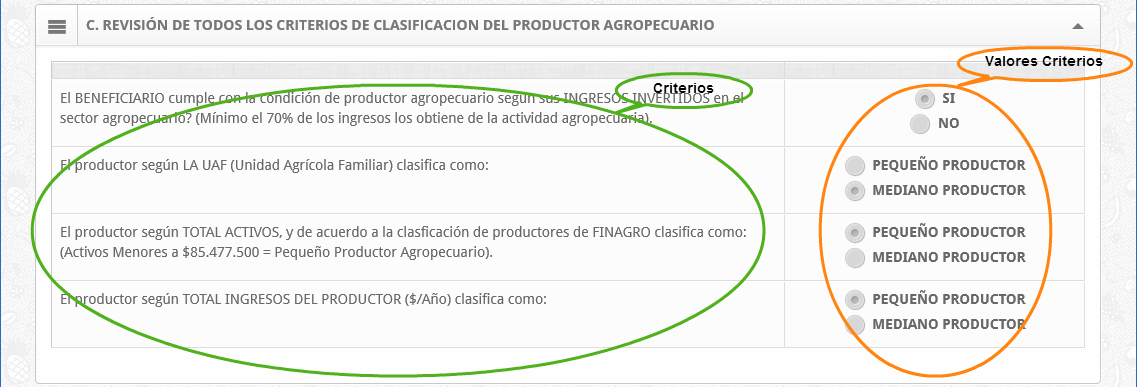 C. REVISIÓN DE TODOS LOS CRITERIOS DE CLASIFICACION DEL PRODUCTOR AGROPECUARIO
Valores Criterios
Criterios
El BENEFICIARIO cumple con la condición de productor agropecuario según sus INGRESOS INVERTIDOS en el
sector agropecuario? (Mínimo el 70% de los ingresos los obtiene de la actividad agropecuaria).
SI
NO
El productor según LA UAF (Unidad Agrícola Familiar) clasifica como:
PEQUEÑO PRODUCTOR
MEDIANO PRODUCTOR
El productor según TOTAL ACTIVOS, y de acuerdo a la clasficación de productores de FINAGRO clasifica como:
(Activos Menores a $85.477.500 = Pequeño Productor Agropecuario).
PEQUEÑO PRODUCTOR
MEDIANO PRODUCTOR
El productor según TOTAL INGRESOS DEL PRODUCTOR ($/Año) clasifica como:
PEQUEÑO PRODUCTOR
MEDIANO PRODUCTOR